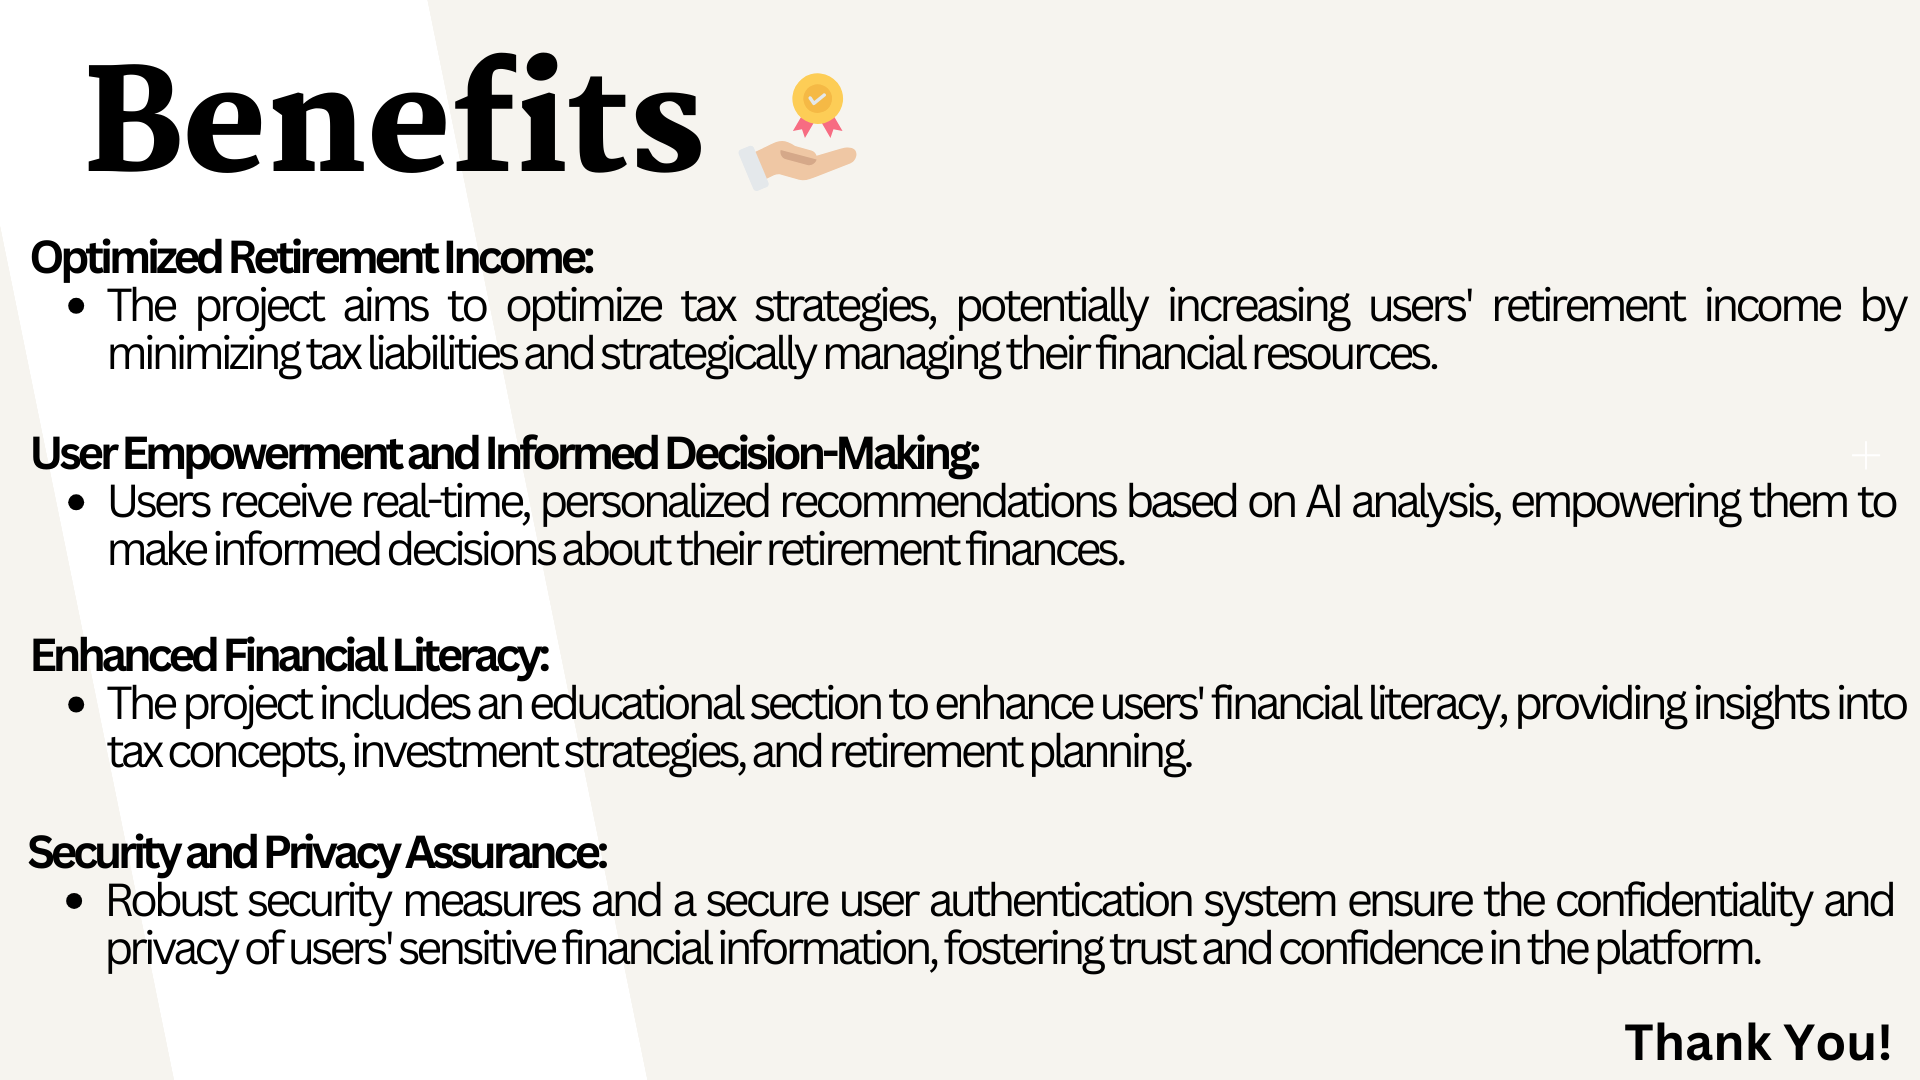 Benefits
Optimized Retirement Income:
• The project aims to optimize tax strategies, potentially increasing users' retirement income by
minimizing tax liabilities and strategically managing their financial resources.
User Empowerment and Informed Decision-Making:
• Users receive real-time, personalized recommendations based on AI analysis, empowering them to
make informed decisions about their retirement finances.
Enhanced Financial Literacy:
• The project includes an educational section to enhance users' financial literacy, providing insights into
tax concepts, investment strategies, and retirement planning.
Security and Privacy Assurance:
• Robust security measures and a secure user authentication system ensure the confidentiality and
privacy of users' sensitive financial information, fostering trust and confidence in the platform.
Thank You!